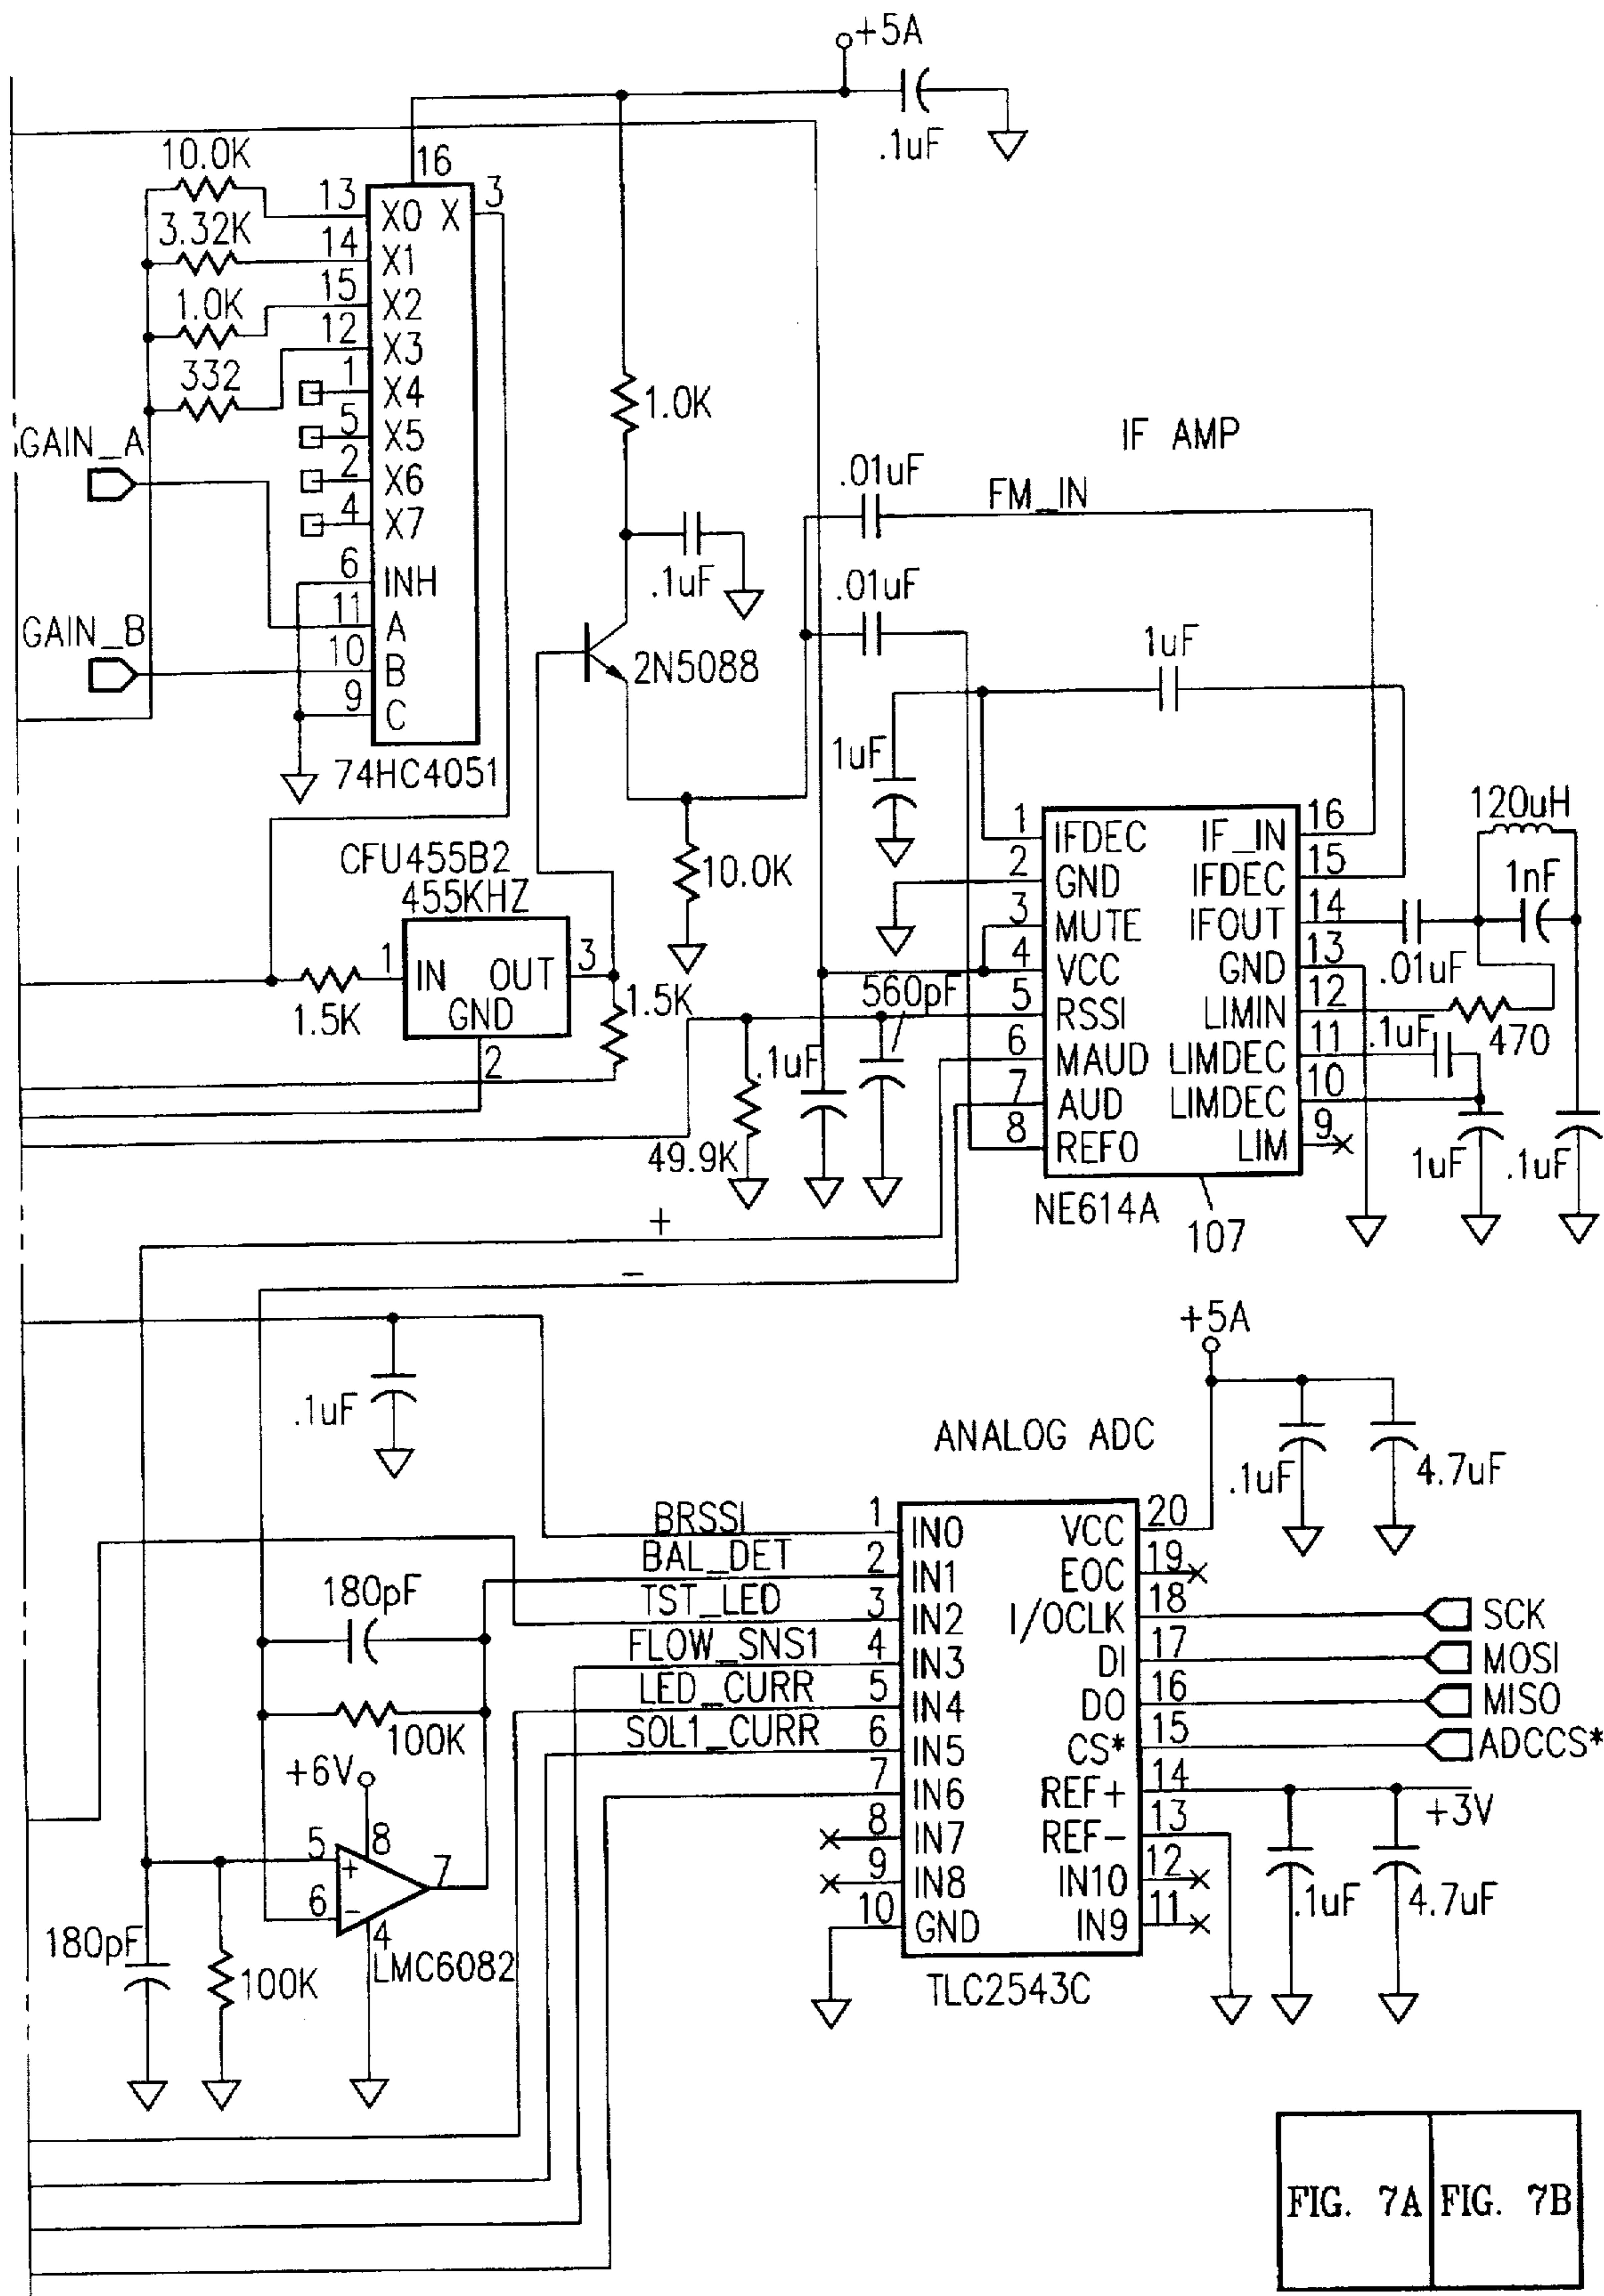 +5A
.1uF
10.0K
16
13 X0 X 3
3.32K
14 X1
15 X2
1.0K
12 X3
332
1 X4
5 X5
2 X6
4 X7
GAIN_A
6 INH
11 A
GAIN_B
10 B
9 C
74HC4051
1.0K
.1uF
2N5088
10.0K
IF AMP
.01uF
FM_IN
.01uF
1uF
1uF
CFU455B2
455KHZ
1 IN OUT 3
GND
2
1.5K
1.5K
1 IFDEC IF_IN 16
2 GND IFDEC 15
3 MUTE IFOUT 14
4 VCC GND 13
5 RSSI LIMIN 12
6 MAUD LIMDEC 11
7 AUD LIMDEC 10
8 REFO LIM 9
NE614A
107
120uH
1nF
.01uF
470
.1uF
1uF
.1uF
560pF
.1uF
49.9K
+
−
.1uF
+5A
.1uF
4.7uF
ANALOG ADC
BRSSI 1 IN0 VCC 20
BAL_DET 2 IN1 EOC 19
TST_LED 3 IN2 I/OCLK 18 SCK
FLOW_SNS1 4 IN3 DI 17 MOSI
LED_CURR 5 IN4 DO 16 MISO
SOL1_CURR 6 IN5 CS* 15 ADCCS*
7 IN6 REF+ 14 +3V
8 IN7 REF- 13
9 IN8 IN10 12
10 GND IN9 11
TLC2543C
.1uF
4.7uF
180pF
100K
+6V
8
5 +
7
6 -
4
LMC6082
180pF
100K
FIG. 7A FIG. 7B